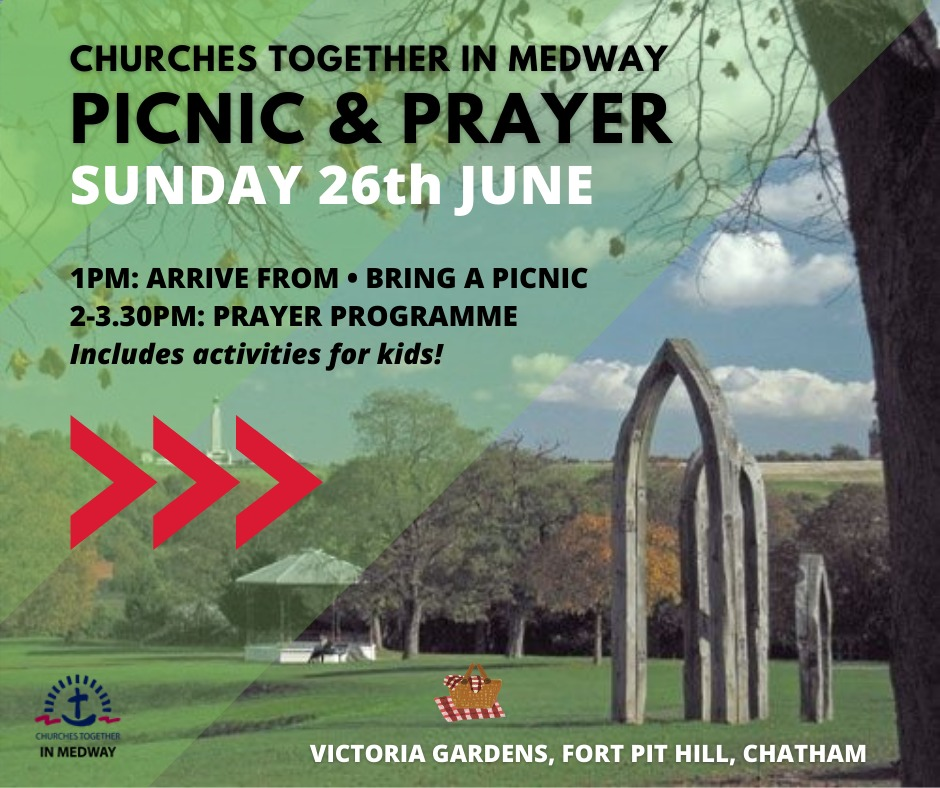 CHURCHES TOGETHER IN MEDWAY
PICNIC & PRAYER
SUNDAY 26th JUNE
1PM: ARRIVE FROM • BRING A PICNIC
2-3.30PM: PRAYER PROGRAMME
Includes activities for kids!
CHURCHES TOGETHER
IN MEDWAY
VICTORIA GARDENS, FORT PIT HILL, CHATHAM